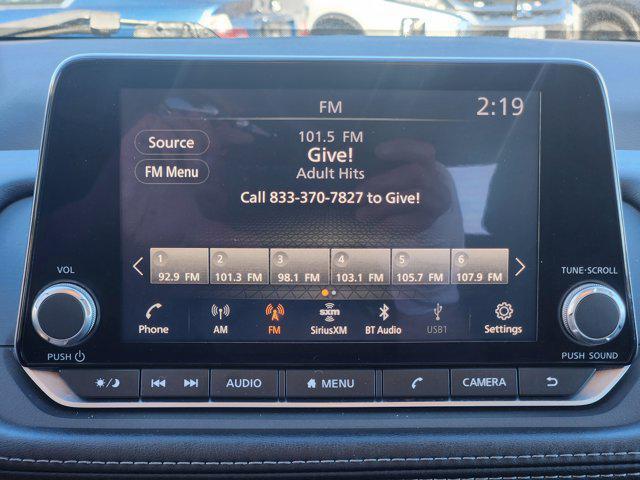 FM
2:19
Source
101.5 FM
Give!
FM Menu
Adult Hits
Call 833-370-7827 to Give!
1 2 3 4 5 6
92.9 FM 101.3 FM 98.1 FM 103.1 FM 105.7 FM 107.9 FM
VOL
TUNE·SCROLL
sxm
Phone AM FM SiriusXM BT Audio USB1 Settings
PUSH
PUSH SOUND
AUDIO MENU CAMERA